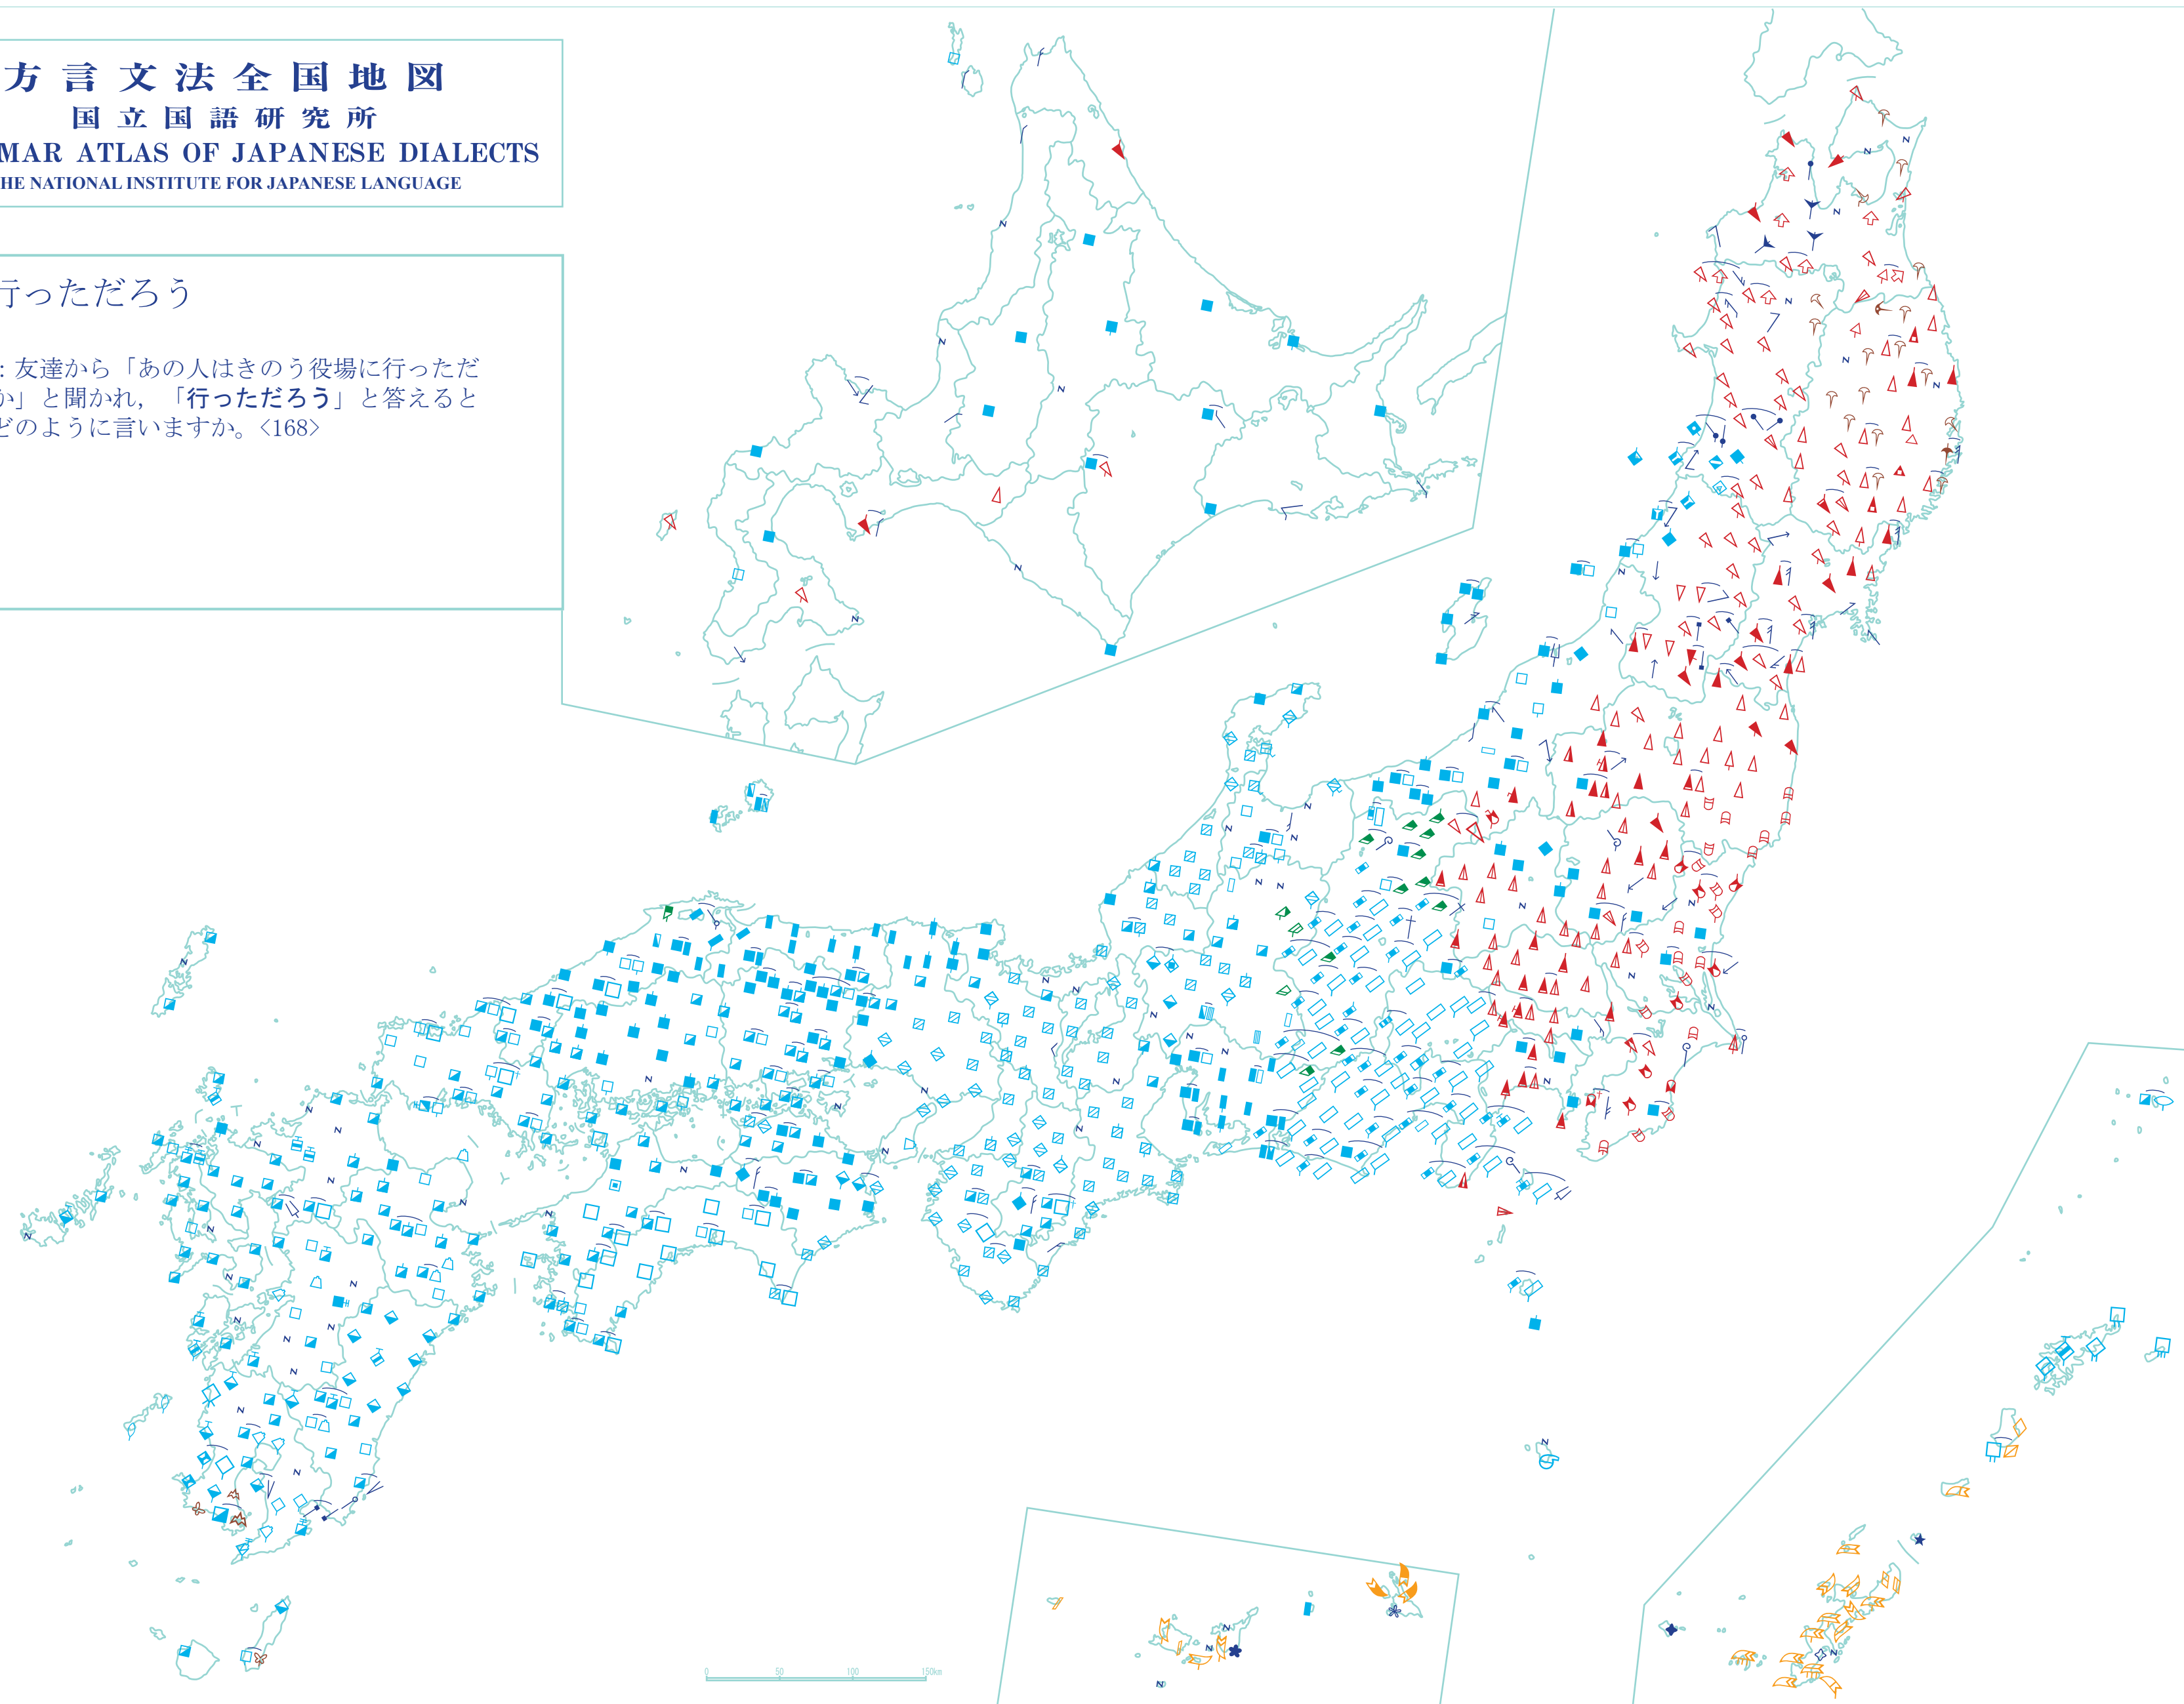 方言文法全国地図
国立国語研究所
MAR ATLAS OF JAPANESE DIALECTS
HE NATIONAL INSTITUTE FOR JAPANESE LANGUAGE
行っただろう
：友達から「あの人はきのう役場に行っただ
か」と聞かれ，「行っただろう」と答えると
どのように言いますか。<168>
0 50 100 150km